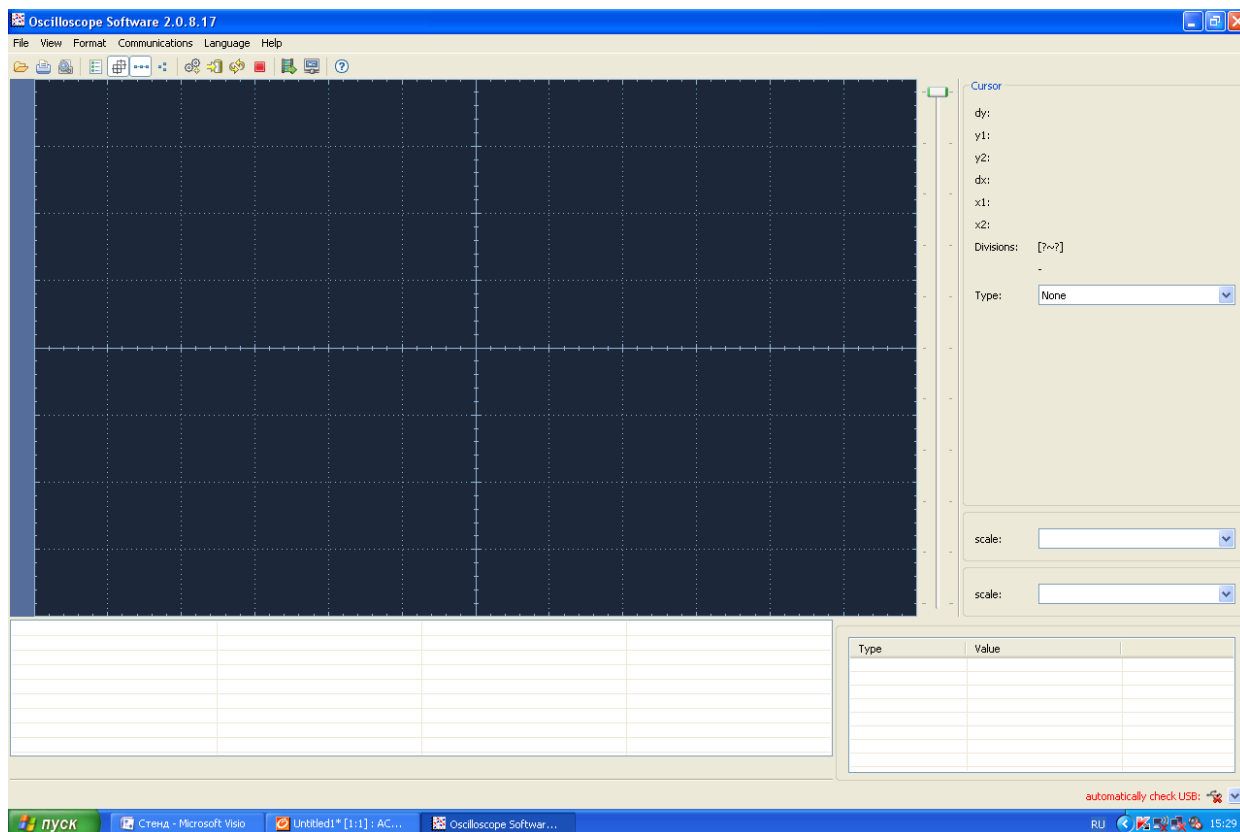 Oscilloscope Software 2.0.8.17
File View Format Communications Language Help
Cursor
dy:
y1:
y2:
dx:
x1:
x2:
Divisions: [?~?]
-
Type: None
scale:
scale:
Type Value
automatically check USB:
пуск Стенд - Microsoft Visio Untitled1* [1:1] : AC... Oscilloscope Softwar... RU 15:29